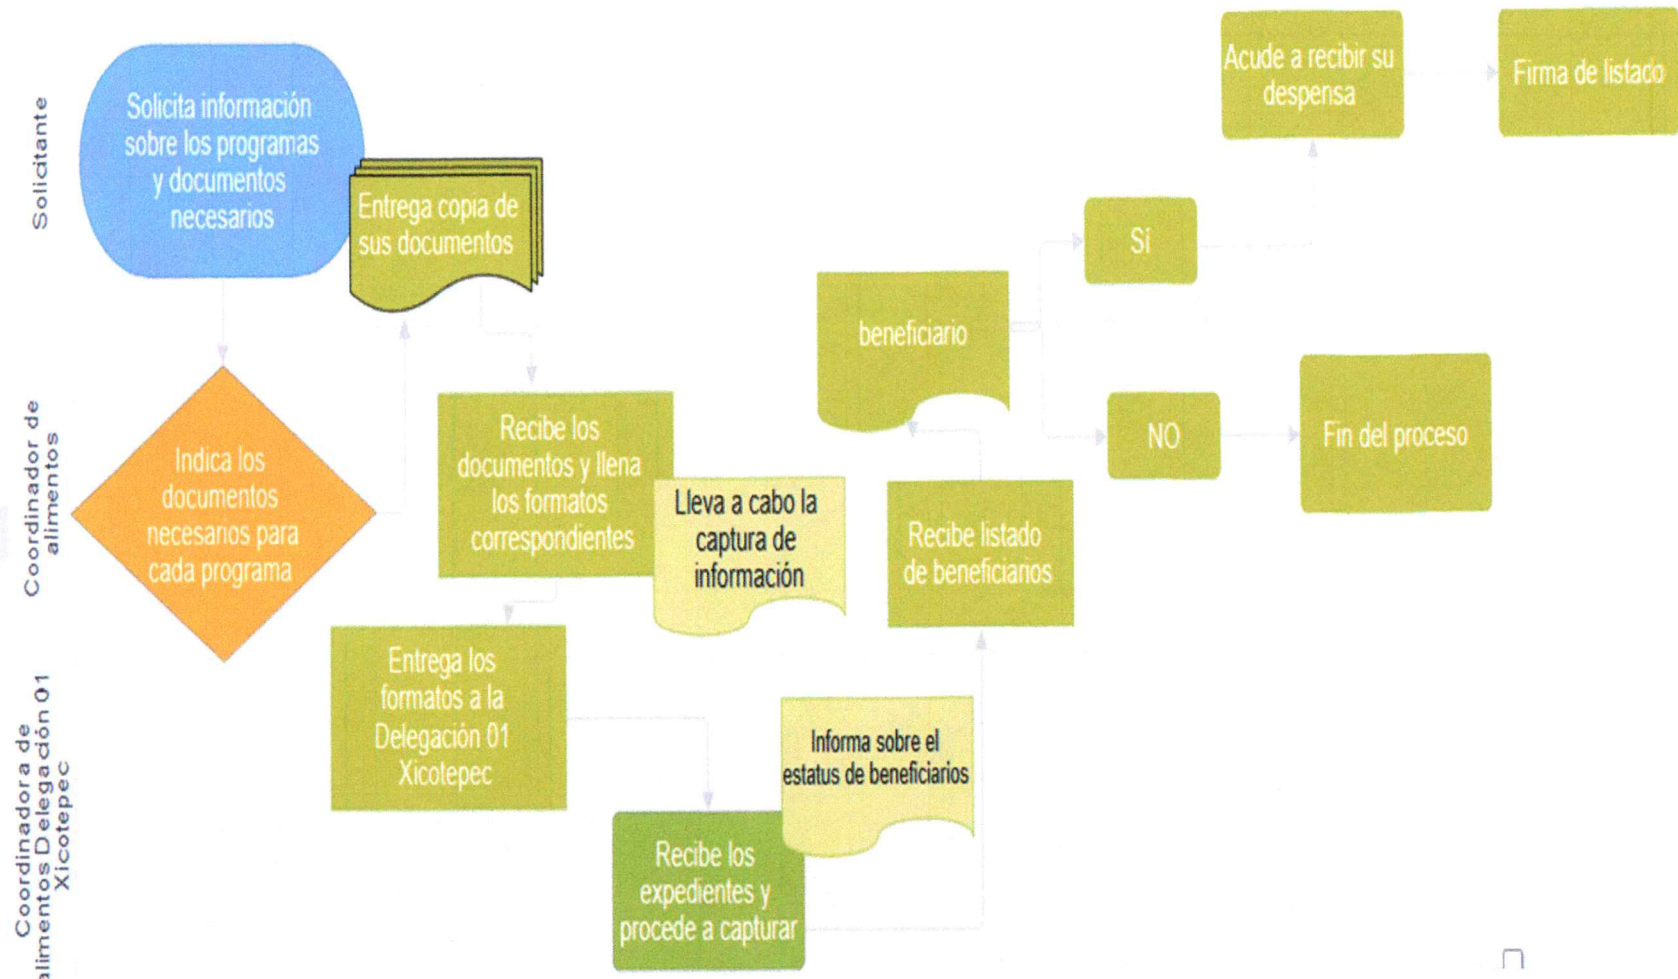 Solicitante
Solicita información
sobre los programas
y documentos
necesarios
Entrega copia de
sus documentos
Acude a recibir su
despensa
Firma de listado
Si
beneficiario
NO
Fin del proceso
Coordinador de
alimentos
Indica los
documentos
necesarios para
cada programa
Recibe los
documentos y llena
los formatos
correspondientes
Lleva a cabo la
captura de
información
Recibe listado
de beneficiarios
Coordinadora de
alimentos Delegación 01
Xicotepec
Entrega los
formatos a la
Delegación 01
Xicotepec
Informa sobre el
estatus de beneficiarios
Recibe los
expedientes y
procede a capturar